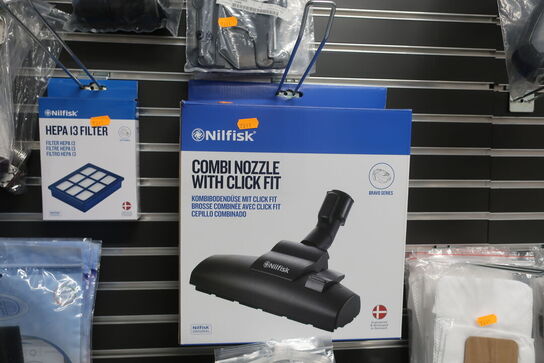 Nilfisk
HEPA 13 FILTER
FILTER HEPA 13
FILTRE HEPA 13
FILTRO HEPA 13
Nilfisk
COMBI NOZZLE
WITH CLICK FIT
KOMBIBODENDÜSE MIT CLICK FIT
BROSSE COMBINÉE AVEC CLICK FIT
CEPILLO COMBINADO
BRAVO SERIES
Nilfisk
Nilfisk